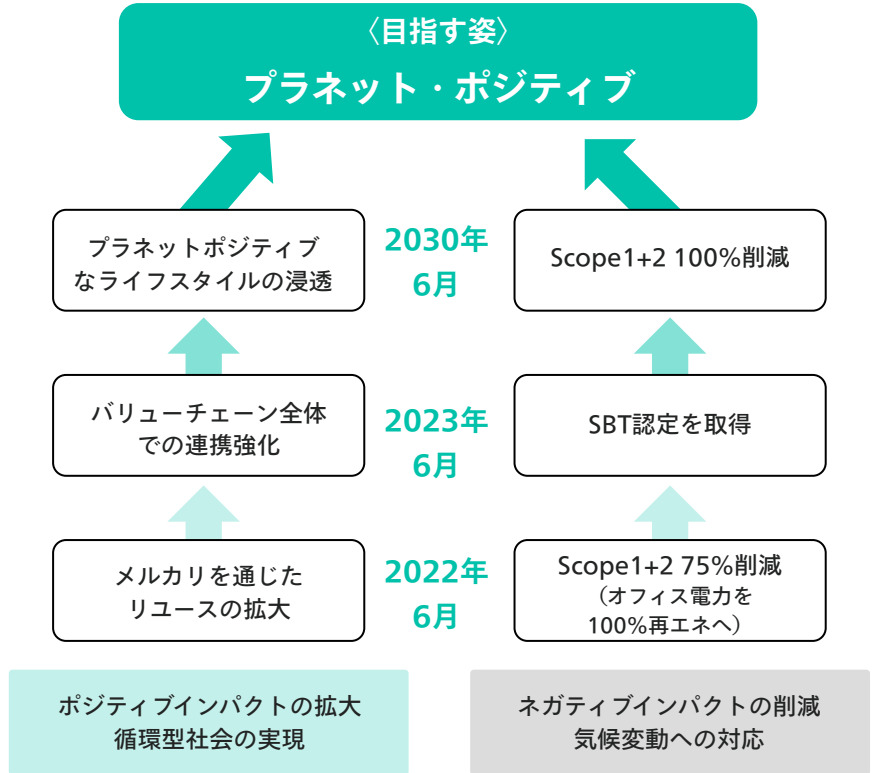 〈目指す姿〉
プラネット・ポジティブ
プラネットポジティブ
なライフスタイルの浸透
2030年
6月
Scope1+2 100%削減
バリューチェーン全体
での連携強化
2023年
6月
SBT認定を取得
メルカリを通じた
リユースの拡大
2022年
6月
Scope1+2 75%削減
（オフィス電力を
100%再エネへ）
ポジティブインパクトの拡大
循環型社会の実現
ネガティブインパクトの削減
気候変動への対応